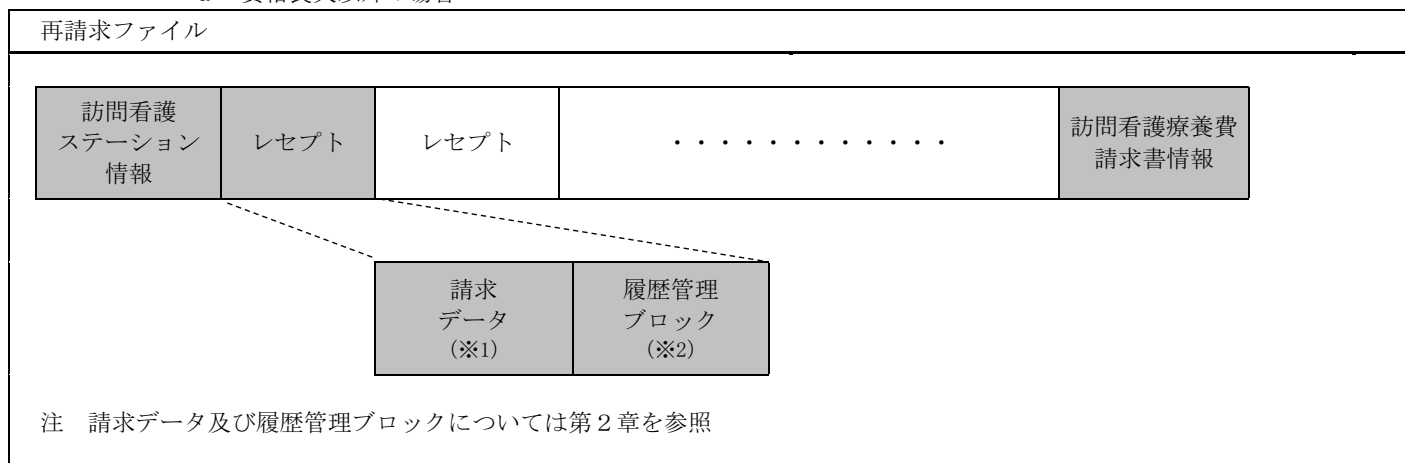 再請求ファイル
訪問看護
ステーション
情報
レセプト
レセプト
・・・・・・・・・・・・
訪問看護療養費
請求書情報
請求
データ
(※1)
履歴管理
ブロック
(※2)
注　請求データ及び履歴管理ブロックについては第２章を参照